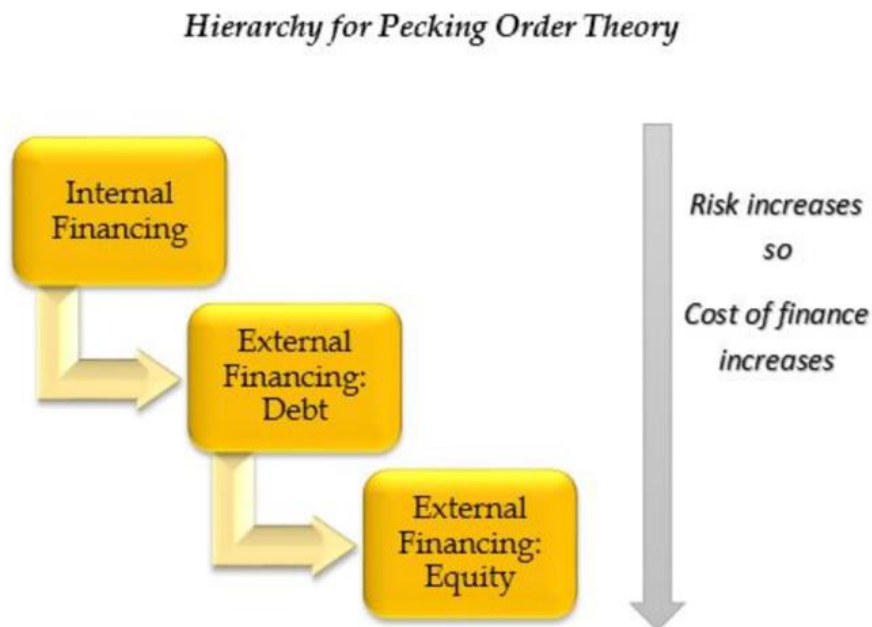 Hierarchy for Pecking Order Theory
Internal
Financing
External
Financing:
Debt
External
Financing:
Equity
Risk increases
so
Cost of finance
increases